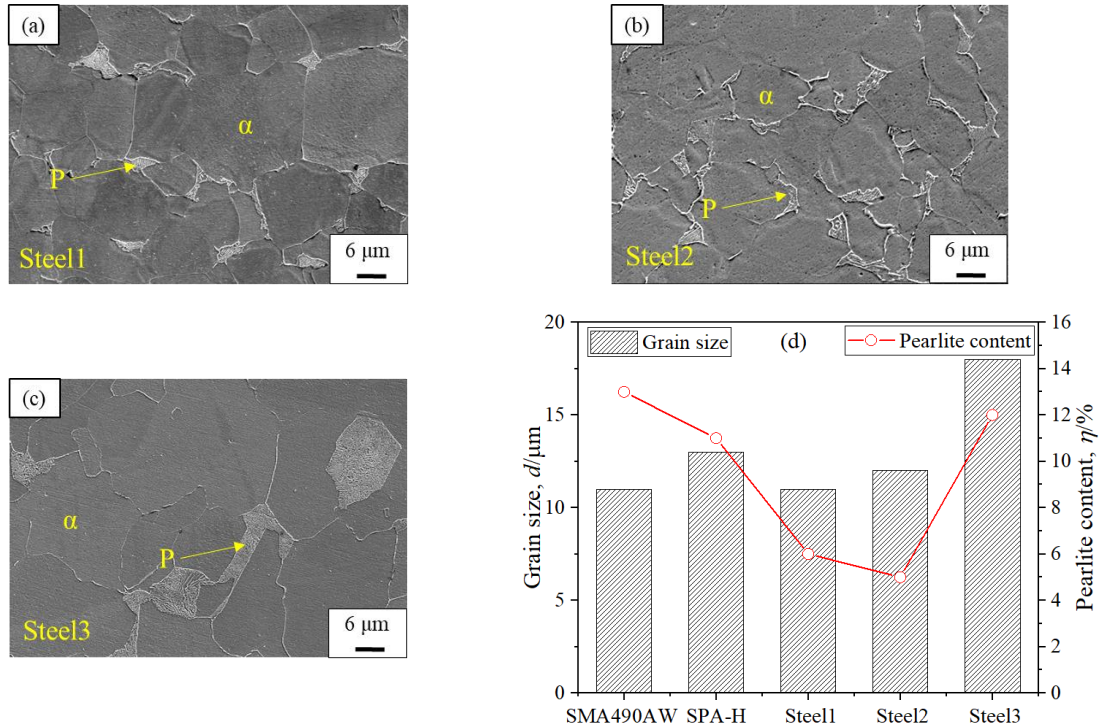 (a)
α
P
Steel1
6 μm
(b)
α
P
Steel2
6 μm
(c)
α
P
Steel3
6 μm
(d)
Grain size
Pearlite content
20
15
10
5
0
Grain size, d/μm
16
14
12
10
8
6
4
2
0
Pearlite content, η/%
SMA490AW SPA-H Steel1 Steel2 Steel3